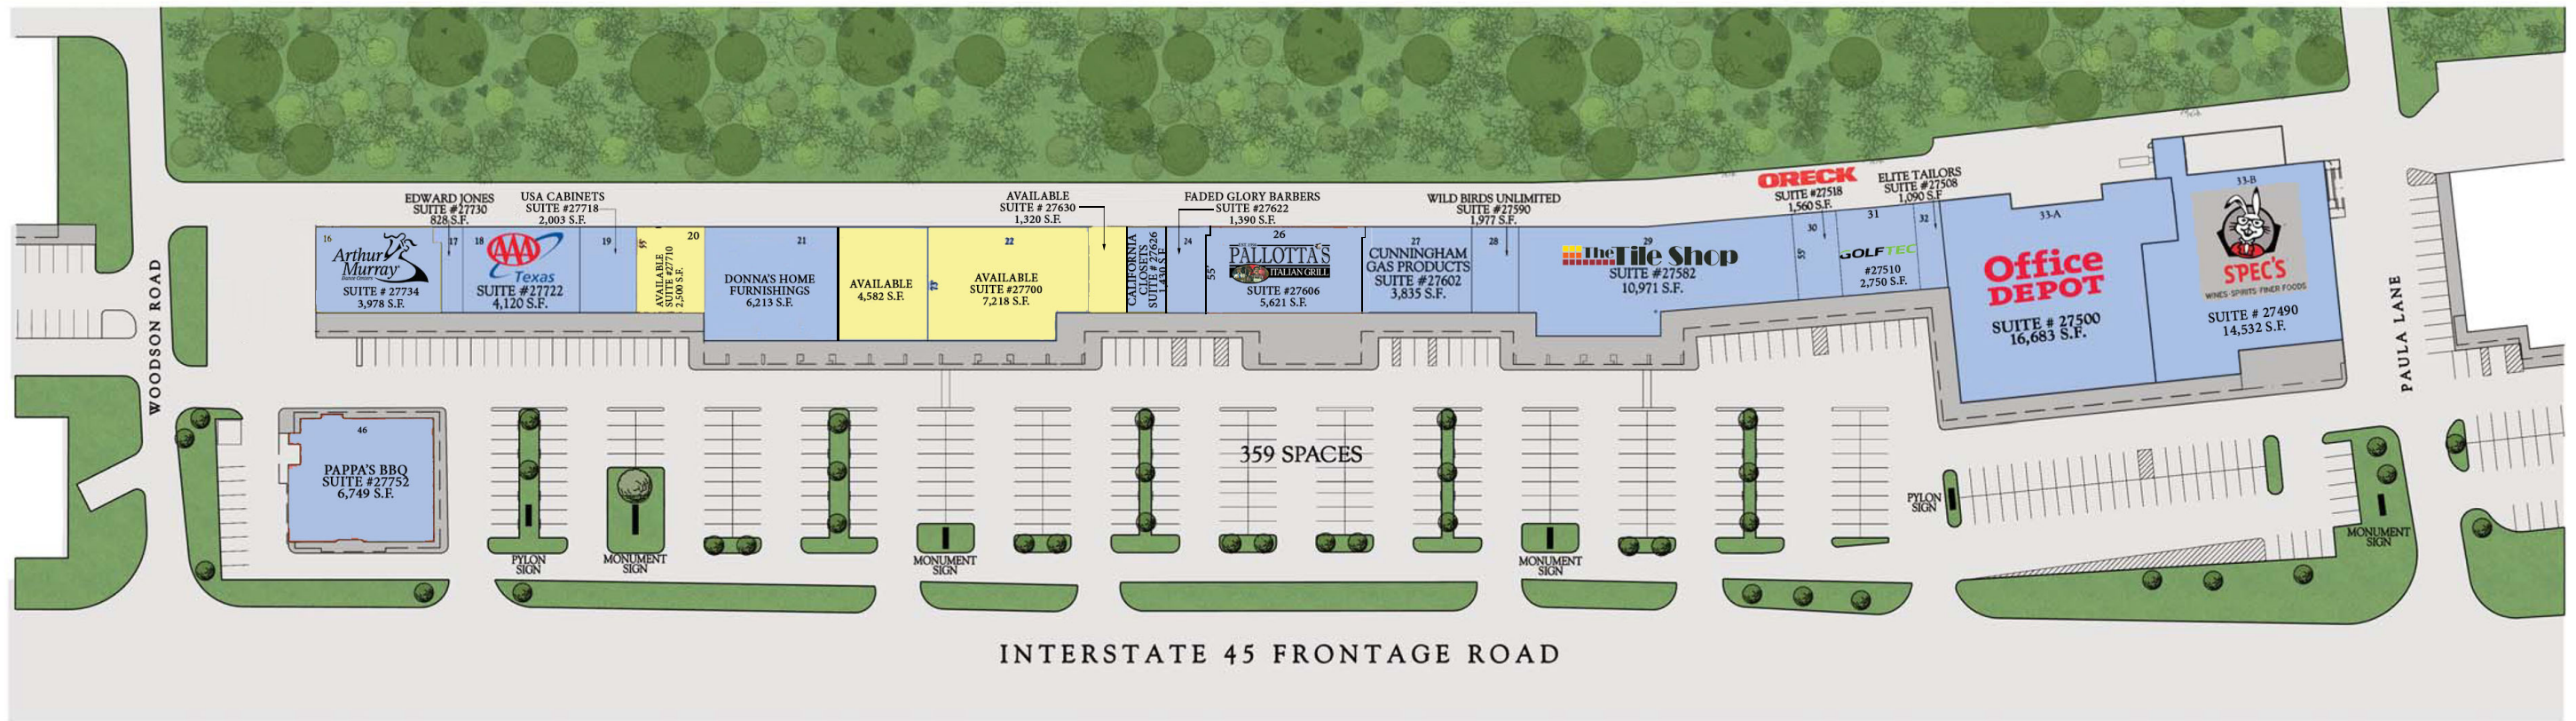 EDWARD JONES
SUITE #27730
828 S.F.
USA CABINETS
SUITE #27718
2,003 S.F.
AVAILABLE
SUITE # 27630
1,320 S.F.
FADED GLORY BARBERS
SUITE #27622
1,390 S.F.
WILD BIRDS UNLIMITED
SUITE #27590
1,977 S.F.
ORECK
SUITE #27518
1,560 S.F.
ELITE TAILORS
SUITE #27508
1,090 S.F.
16
Arthur
Murray
SUITE # 27734
3,978 S.F.
17
18
AAA
Texas
SUITE #27722
4,120 S.F.
19
55'
20
AVAILABLE
SUITE #27710
2,500 S.F.
21
DONNA'S HOME
FURNISHINGS
6,213 S.F.
AVAILABLE
4,582 S.F.
73'
22
AVAILABLE
SUITE #27700
7,218 S.F.
CALIFORNIA
CLOSETS
SUITE # 27626
1,430 S.F.
24
55'
26
PALLOTTA'S
ITALIAN GRILL
SUITE #27606
5,621 S.F.
27
CUNNINGHAM
GAS PRODUCTS
SUITE #27602
3,835 S.F.
28
29
The Tile Shop
SUITE #27582
10,971 S.F.
30
55'
31
GOLFTEC
#27510
2,750 S.F.
32
33-A
Office
DEPOT
SUITE # 27500
16,683 S.F.
33-B
SPEC'S
WINES·SPIRITS·FINER FOODS
SUITE # 27490
14,532 S.F.
WOODSON ROAD
PAULA LANE
46
PAPPA'S BBQ
SUITE #27752
6,749 S.F.
359 SPACES
PYLON
SIGN
MONUMENT
SIGN
MONUMENT
SIGN
MONUMENT
SIGN
PYLON
SIGN
MONUMENT
SIGN
INTERSTATE 45 FRONTAGE ROAD